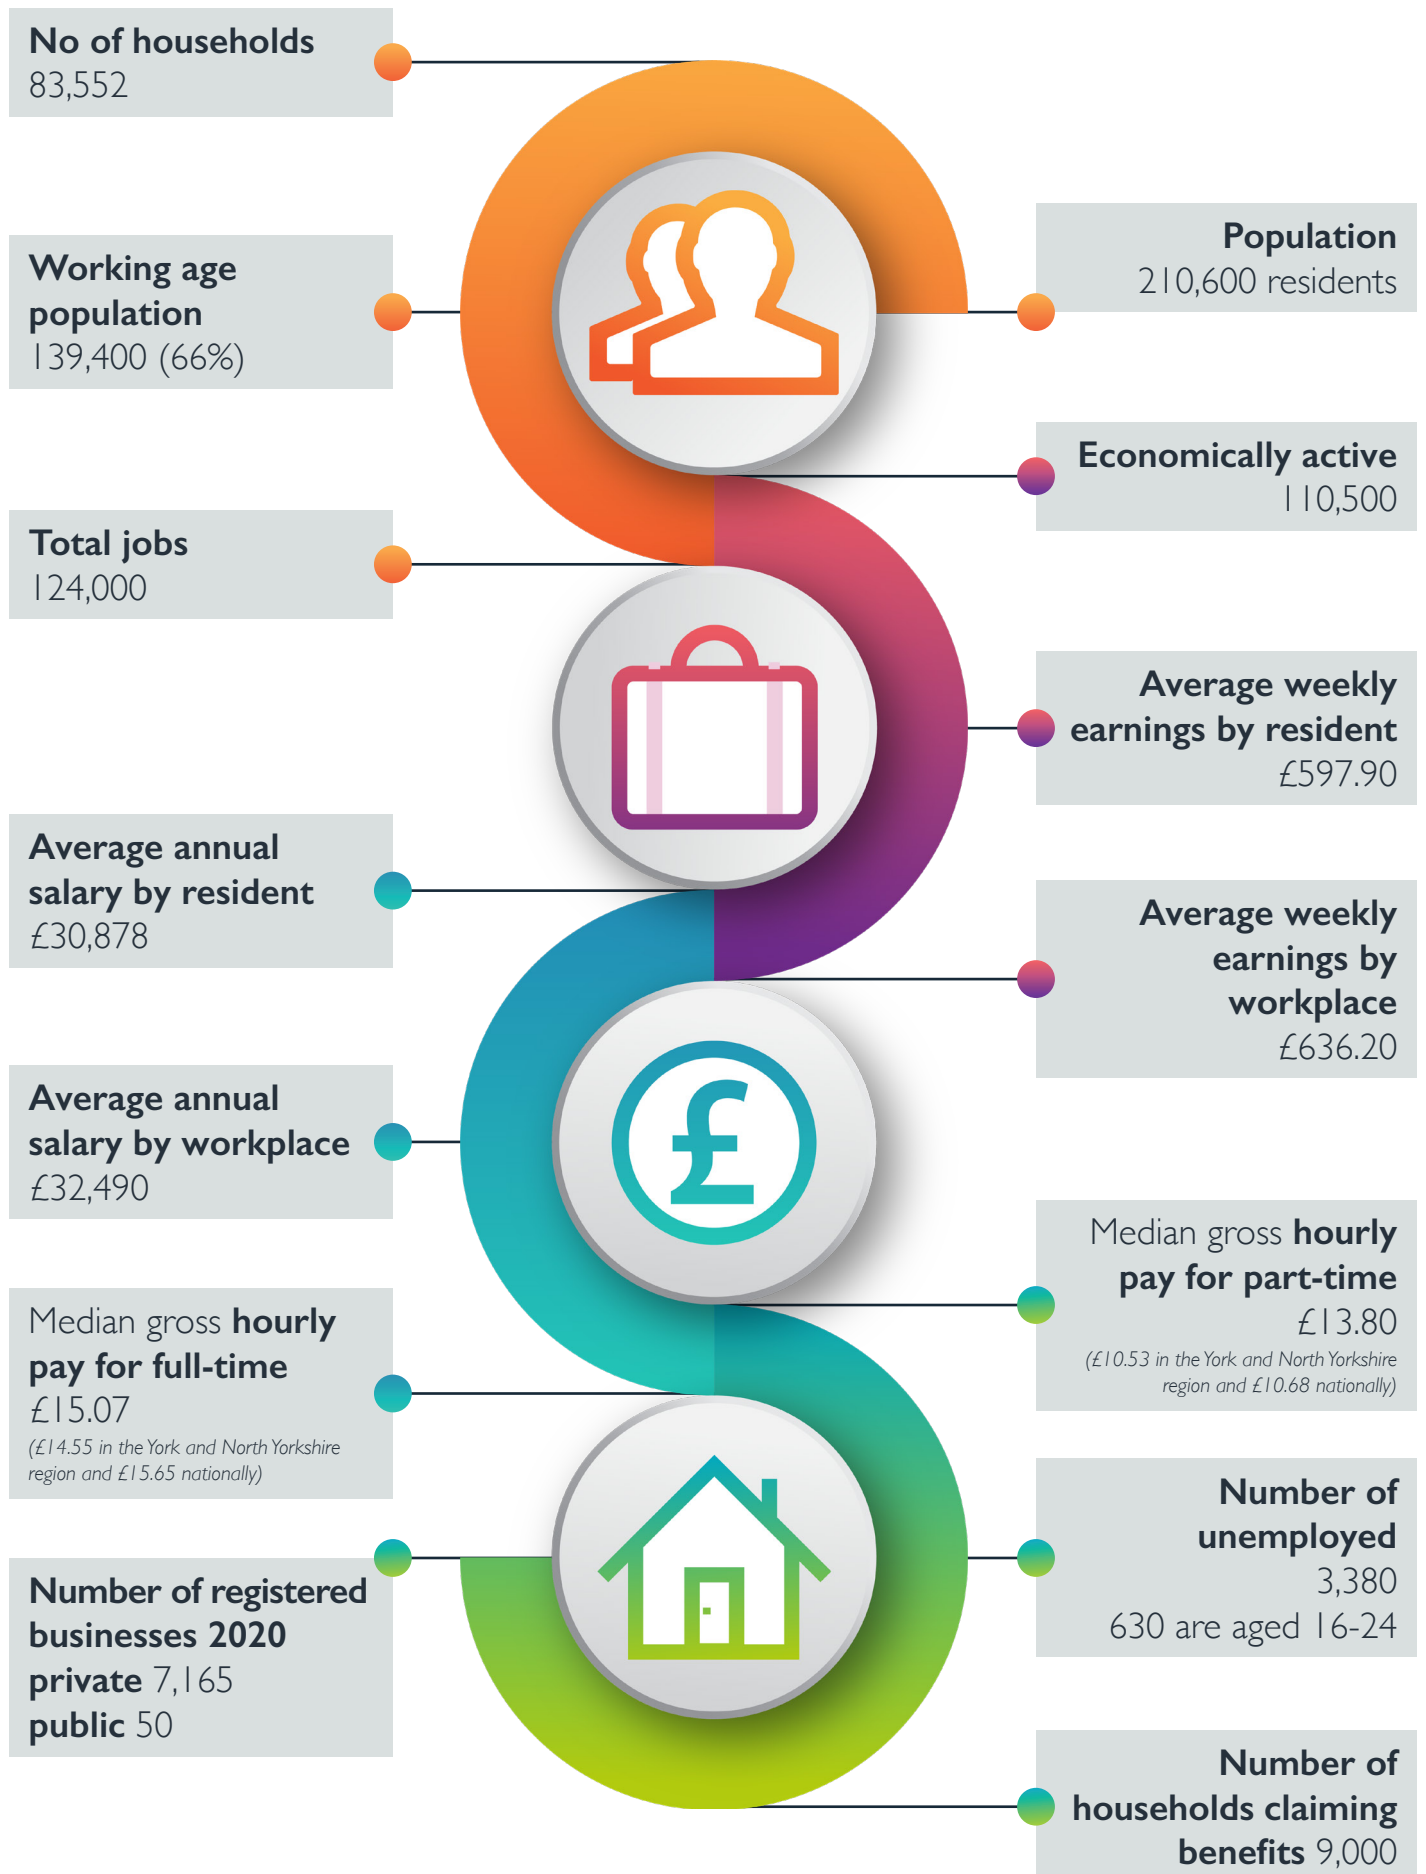 No of households
83,552
Population
210,600 residents
Working age
population
139,400 (66%)
Economically active
110,500
Total jobs
124,000
Average weekly
earnings by resident
£597.90
Average annual
salary by resident
£30,878
Average weekly
earnings by
workplace
£636.20
Average annual
salary by workplace
£32,490
£
Median gross hourly
pay for part-time
£13.80
(£10.53 in the York and North Yorkshire
region and £10.68 nationally)
Median gross hourly
pay for full-time
£15.07
(£14.55 in the York and North Yorkshire
region and £15.65 nationally)
Number of
unemployed
3,380
630 are aged 16-24
Number of registered
businesses 2020
private 7,165
public 50
Number of
households claiming
benefits 9,000